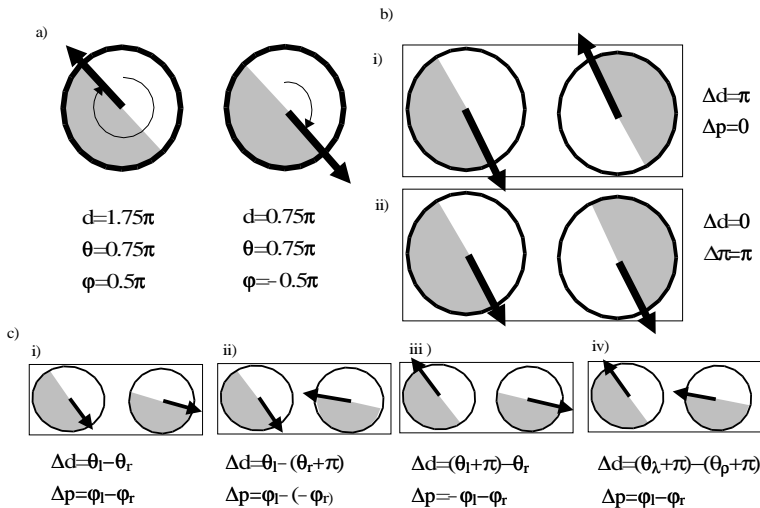 a)
d=1.75π
θ=0.75π
φ=0.5π
d=0.75π
θ=0.75π
φ=-0.5π
b)
i)
Δd=π
Δp=0
ii)
Δd=0
Δπ=π
c)
i)
Δd=θl-θr
Δp=φl-φr
ii)
Δd=θl-(θr+π)
Δp=φl-(-φr)
iii)
Δd=(θl+π)-θr
Δp=-φl-φr
iv)
Δd=(θλ+π)-(θρ+π)
Δp=φl-φr